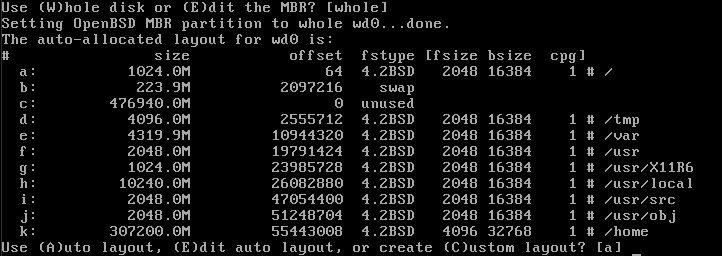 Use (W)hole disk or (E)dit the MBR? [whole]
Setting OpenBSD MBR partition to whole wd0...done.
The auto-allocated layout for wd0 is:
#                size           offset  fstype [fsize bsize  cpg]
  a:          1024.0M               64  4.2BSD   2048 16384     1 # /
  b:           223.9M          2097216    swap
  c:        476940.0M                0  unused
  d:          4096.0M          2555712  4.2BSD   2048 16384     1 # /tmp
  e:          4319.9M         10944320  4.2BSD   2048 16384     1 # /var
  f:          2048.0M         19791424  4.2BSD   2048 16384     1 # /usr
  g:          1024.0M         23985728  4.2BSD   2048 16384     1 # /usr/X11R6
  h:         10240.0M         26082880  4.2BSD   2048 16384     1 # /usr/local
  i:          2048.0M         47054400  4.2BSD   2048 16384     1 # /usr/src
  j:          2048.0M         51248704  4.2BSD   2048 16384     1 # /usr/obj
  k:        307200.0M         55443008  4.2BSD   4096 32768     1 # /home
Use (A)uto layout, (E)dit auto layout, or create (C)ustom layout? [a]